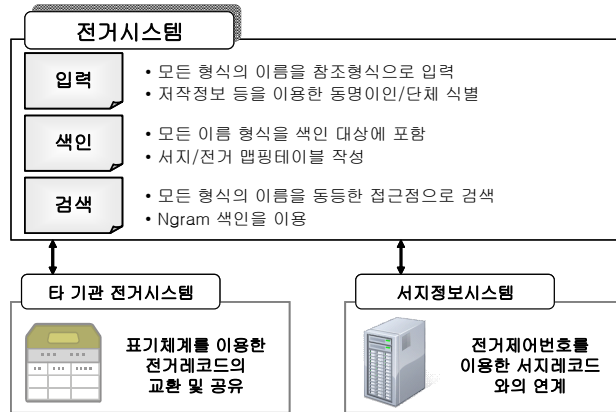 전거시스템
입력
• 모든 형식의 이름을 참조형식으로 입력
• 저작정보 등을 이용한 동명이인/단체 식별
색인
• 모든 이름 형식을 색인 대상에 포함
• 서지/전거 맵핑테이블 작성
검색
• 모든 형식의 이름을 동등한 접근점으로 검색
• Ngram 색인을 이용
타 기관 전거시스템
표기체계를 이용한
전거레코드의
교환 및 공유
서지정보시스템
전거제어번호를
이용한 서지레코드
와의 연계